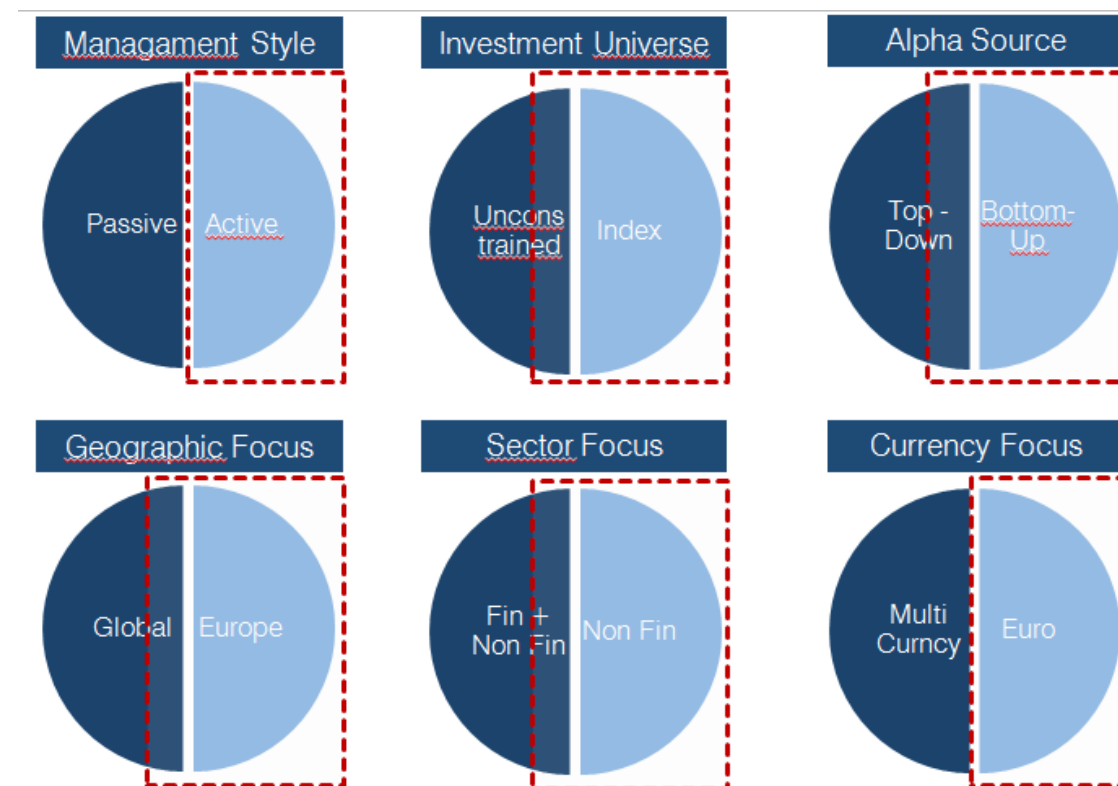 Managament Style
Investment Universe
Alpha Source
Passive
Active
Uncons
trained
Index
Top -
Down
Bottom-
Up
Geographic Focus
Sector Focus
Currency Focus
Global
Europe
Fin +
Non Fin
Non Fin
Multi
Curncy
Euro